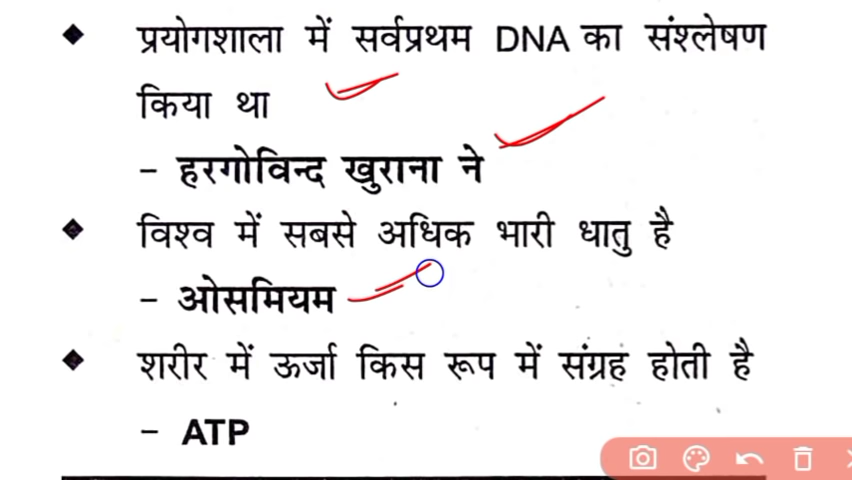 ◆ प्रयोगशाला में सर्वप्रथम DNA का संश्लेषण
किया था
– हरगोविन्द खुराना ने
◆ विश्व में सबसे अधिक भारी धातु है
– ओसमियम
◆ शरीर में ऊर्जा किस रूप में संग्रह होती है
– ATP